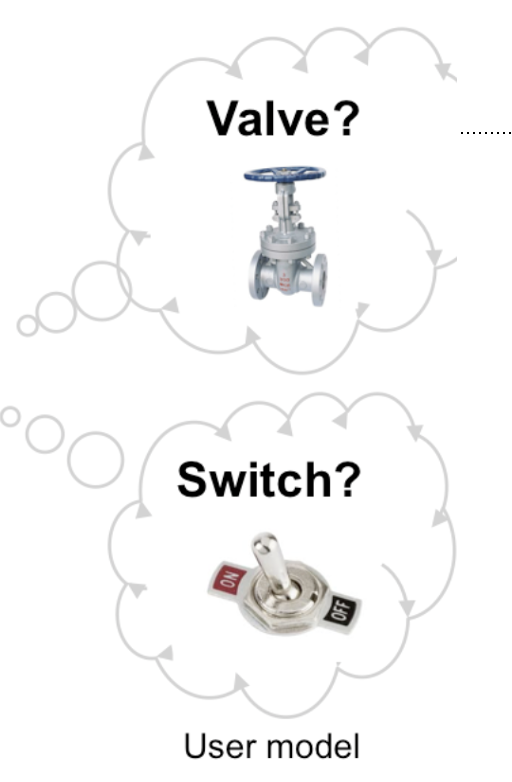 Valve?
Switch?
ON
OFF
User model